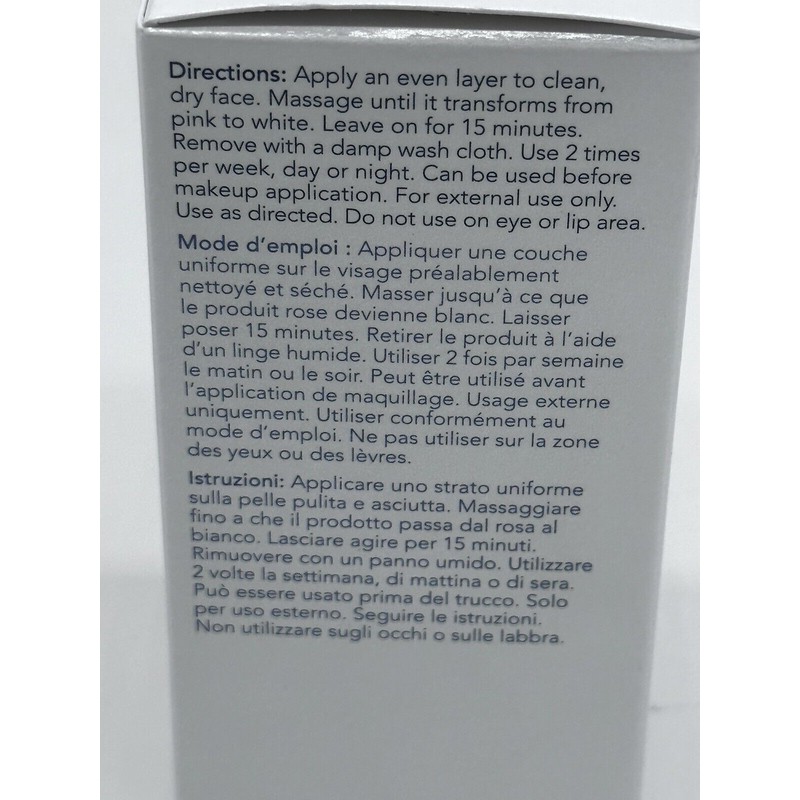 Directions: Apply an even layer to clean,
dry face. Massage until it transforms from
pink to white. Leave on for 15 minutes.
Remove with a damp wash cloth. Use 2 times
per week, day or night. Can be used before
makeup application. For external use only.
Use as directed. Do not use on eye or lip area.
Mode d'emploi : Appliquer une couche
uniforme sur le visage préalablement
nettoyé et séché. Masser jusqu'à ce que
le produit rose devienne blanc. Laisser
poser 15 minutes. Retirer le produit à l'aide
d'un linge humide. Utiliser 2 fois par semaine
le matin ou le soir. Peut être utilisé avant
l'application de maquillage. Usage externe
uniquement. Utiliser conformément au
mode d'emploi. Ne pas utiliser sur la zone
des yeux ou des lèvres.
Istruzioni: Applicare uno strato uniforme
sulla pelle pulita e asciutta. Massaggiare
fino a che il prodotto passa dal rosa al
bianco. Lasciare agire per 15 minuti.
Rimuovere con un panno umido. Utilizzare
2 volte la settimana, di mattina o di sera.
Può essere usato prima del trucco. Solo
per uso esterno. Seguire le istruzioni.
Non utilizzare sugli occhi o sulle labbra.